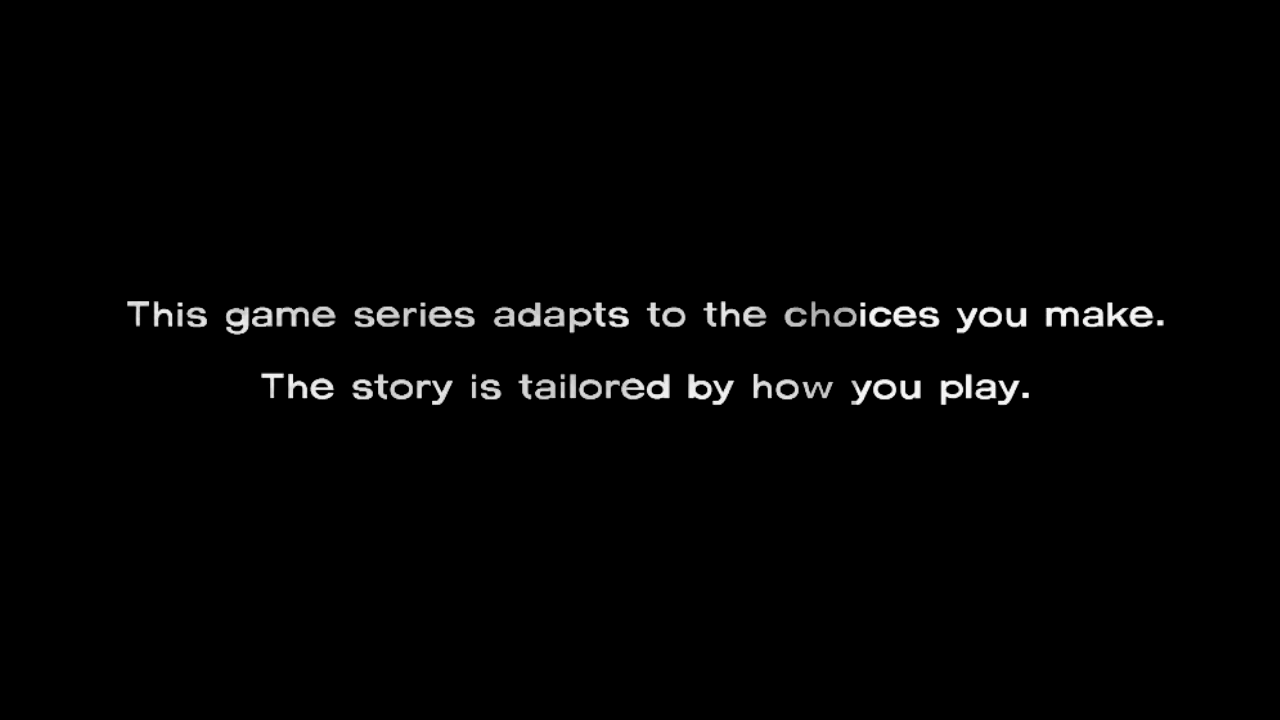 This game series adapts to the choices you make.
The story is tailored by how you play.